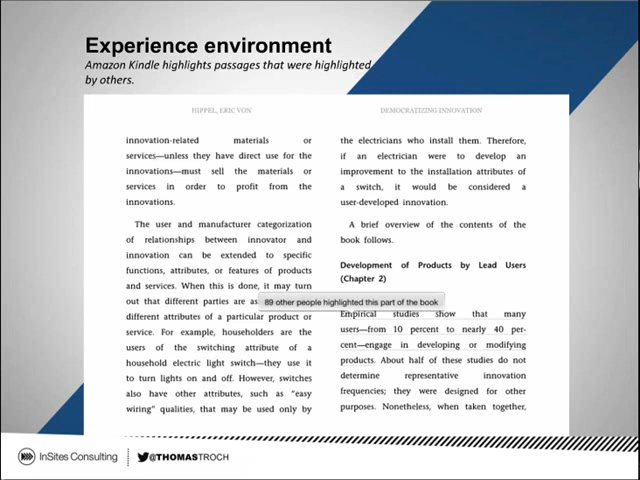 Experience environment
Amazon Kindle highlights passages that were highlighted
by others.
HIPPEL, ERIC VON
innovation-related materials or
services—unless they have direct use for the
innovations—must sell the materials or
services in order to profit from the
innovations.
The user and manufacturer categorization
of relationships between innovator and
innovation can be extended to specific
functions, attributes, or features of products
and services. When this is done, it may turn
out that different parties are as
different attributes of a particular product or
service. For example, householders are the
users of the switching attribute of a
household electric light switch—they use it
to turn lights on and off. However, switches
also have other attributes, such as “easy
wiring” qualities, that may be used only by
DEMOCRATIZING INNOVATION
the electricians who install them. Therefore,
if an electrician were to develop an
improvement to the installation attributes of
a switch, it would be considered a
user-developed innovation.
A brief overview of the contents of the
book follows.
Development of Products by Lead Users
(Chapter 2)
89 other people highlighted this part of the book
Empirical studies show that many
users—from 10 percent to nearly 40 per-
cent—engage in developing or modifying
products. About half of these studies do not
determine representative innovation
frequencies; they were designed for other
purposes. Nonetheless, when taken together,
InSites Consulting
@THOMASTROCH